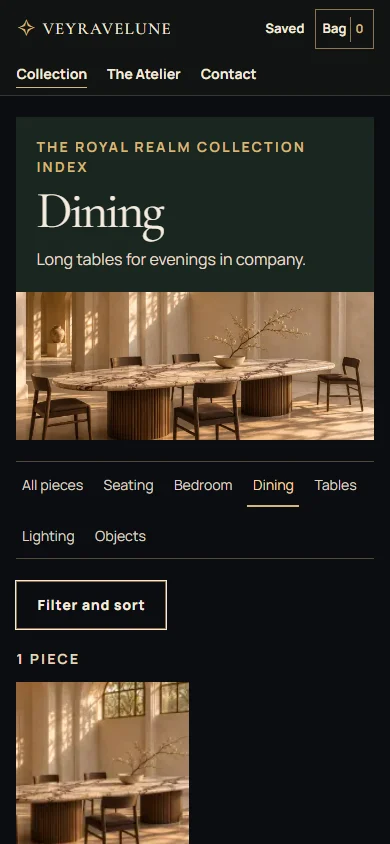 VEYRAVELUNE
Saved
Bag 0
Collection
The Atelier
Contact
THE ROYAL REALM COLLECTION
INDEX
Dining
Long tables for evenings in company.
All pieces
Seating
Bedroom
Dining
Tables
Lighting
Objects
Filter and sort
1 PIECE